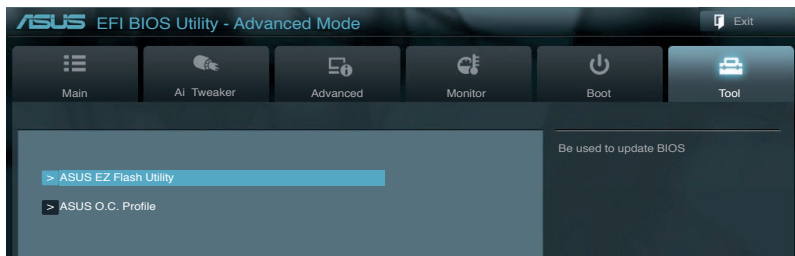 ASUS EFI BIOS Utility - Advanced Mode
Exit
Main
Ai Tweaker
Advanced
Monitor
Boot
Tool
> ASUS EZ Flash Utility
> ASUS O.C. Profile
Be used to update BIOS